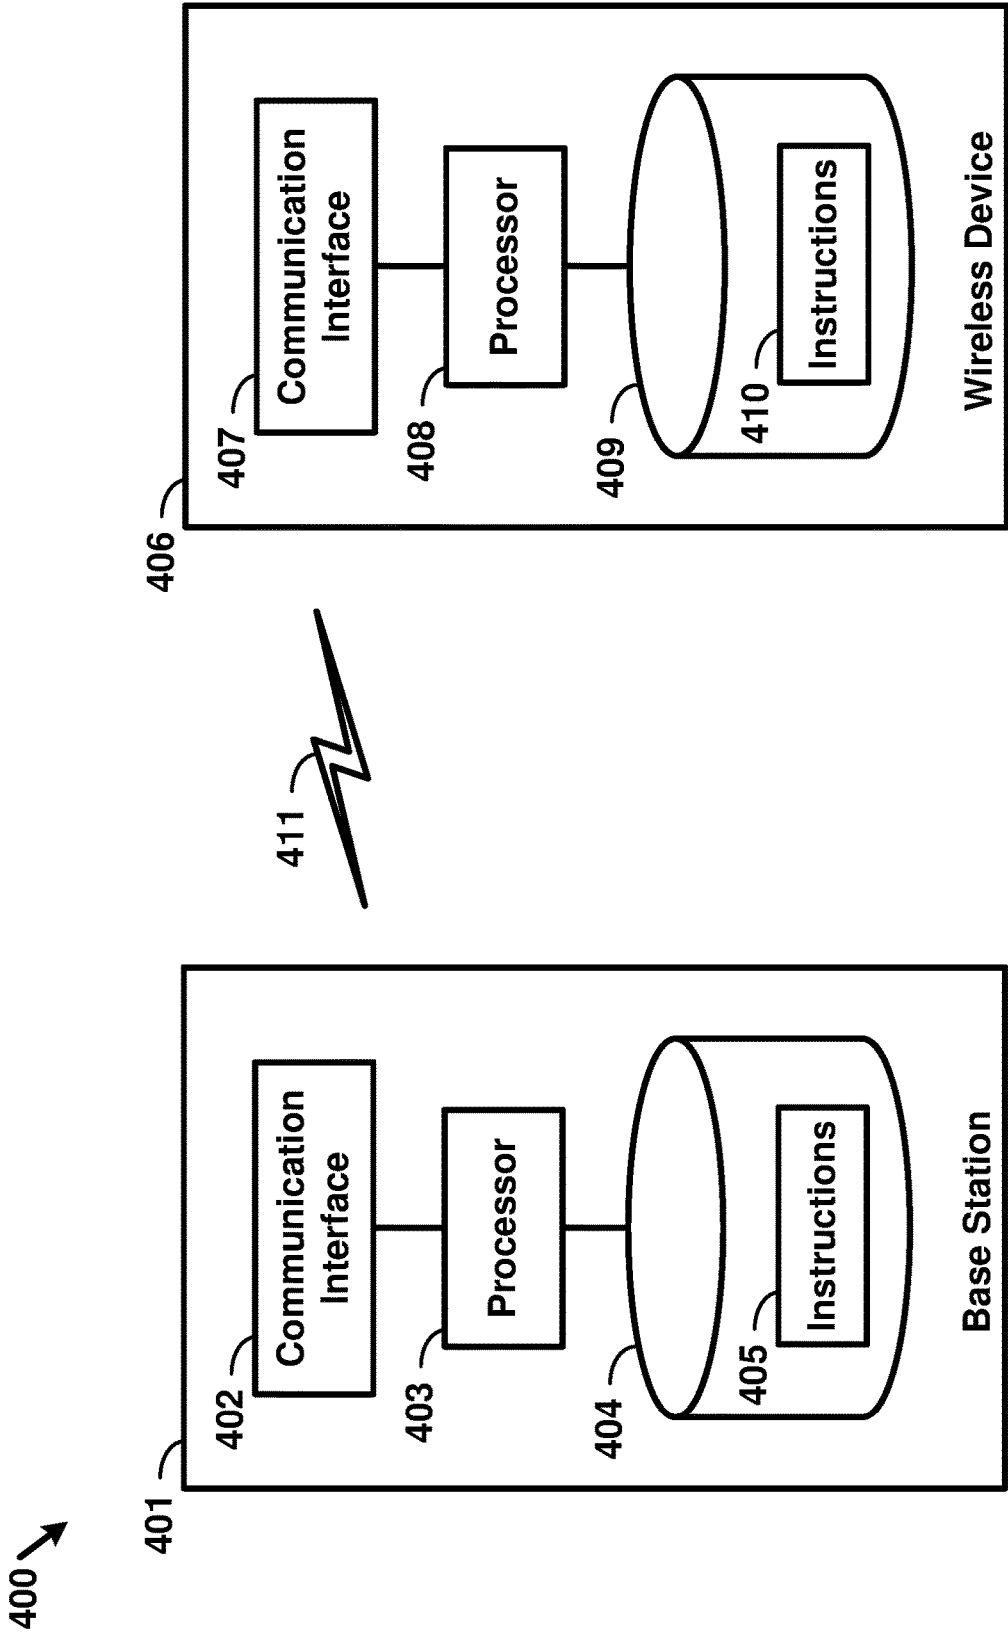 400
401
402
Communication
Interface
403
Processor
404
405
Instructions
Base Station
411
406
407
Communication
Interface
408
Processor
409
410
Instructions
Wireless Device